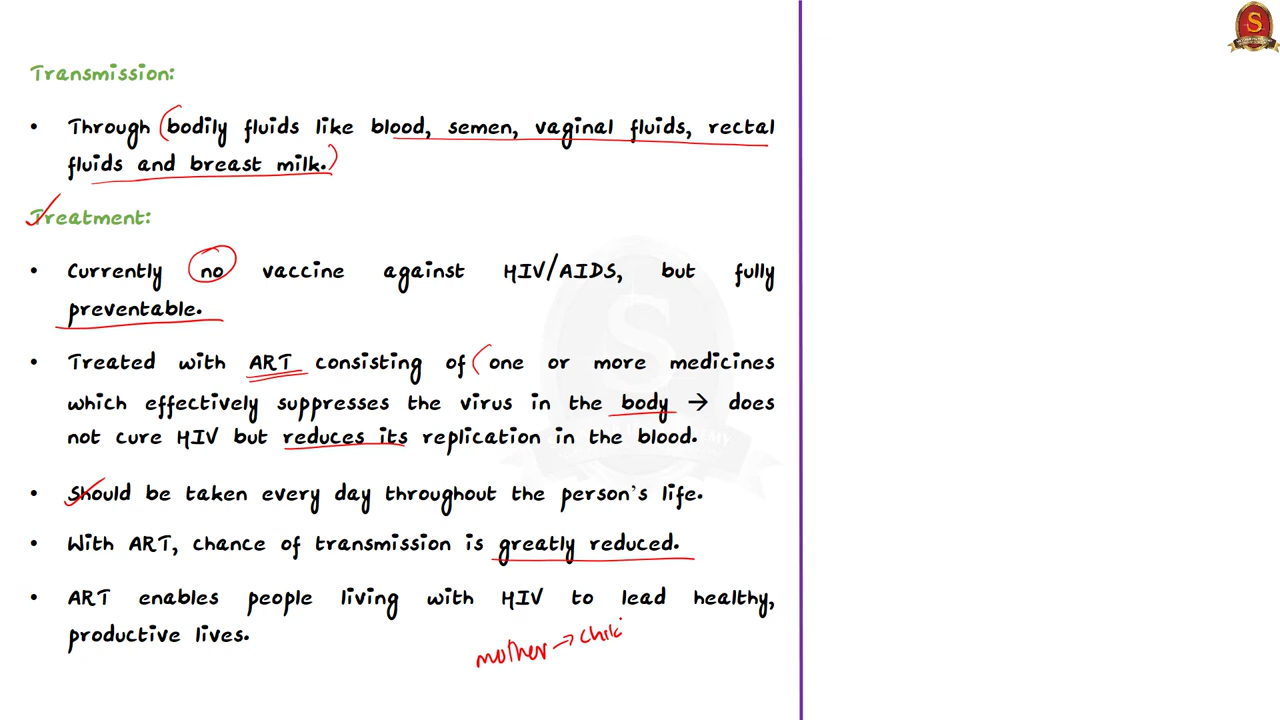 Transmission:
• Through bodily fluids like blood, semen, vaginal fluids, rectal
fluids and breast milk.
Treatment:
• Currently no vaccine against HIV/AIDS, but fully
preventable.
• Treated with ART consisting of one or more medicines
which effectively suppresses the virus in the body → does
not cure HIV but reduces its replication in the blood.
• Should be taken every day throughout the person's life.
• With ART, chance of transmission is greatly reduced.
• ART enables people living with HIV to lead healthy,
productive lives.
mother → chil
S